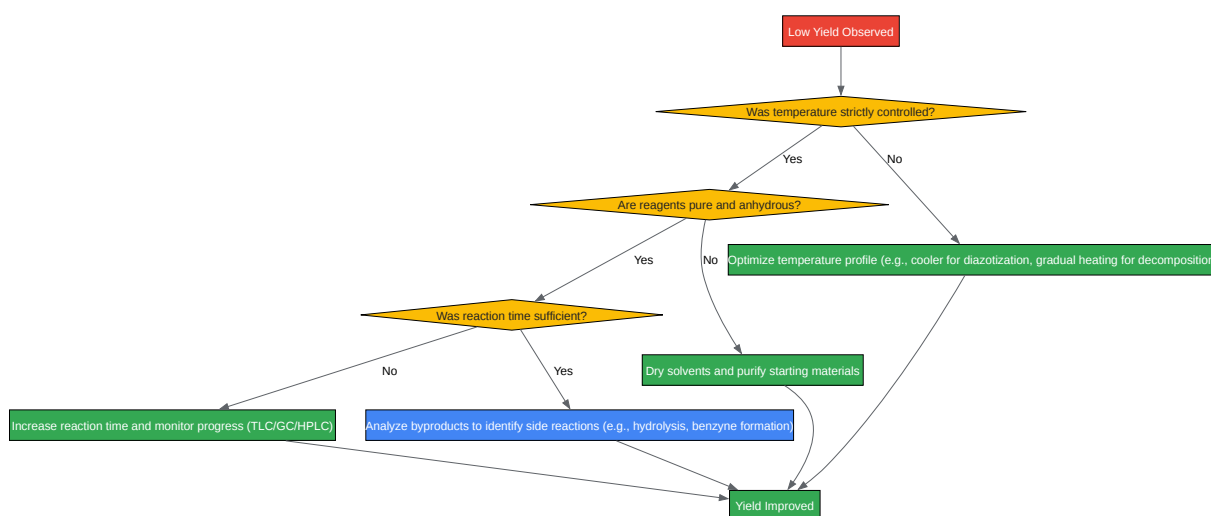 Low Yield Observed
Was temperature strictly controlled?
Yes
No
Are reagents pure and anhydrous?
Yes
No
Optimize temperature profile (e.g., cooler for diazotization, gradual heating for decomposition
Was reaction time sufficient?
No
Yes
Dry solvents and purify starting materials
Increase reaction time and monitor progress (TLC/GC/HPLC)
Analyze byproducts to identify side reactions (e.g., hydrolysis, benzyne formation)
Yield Improved